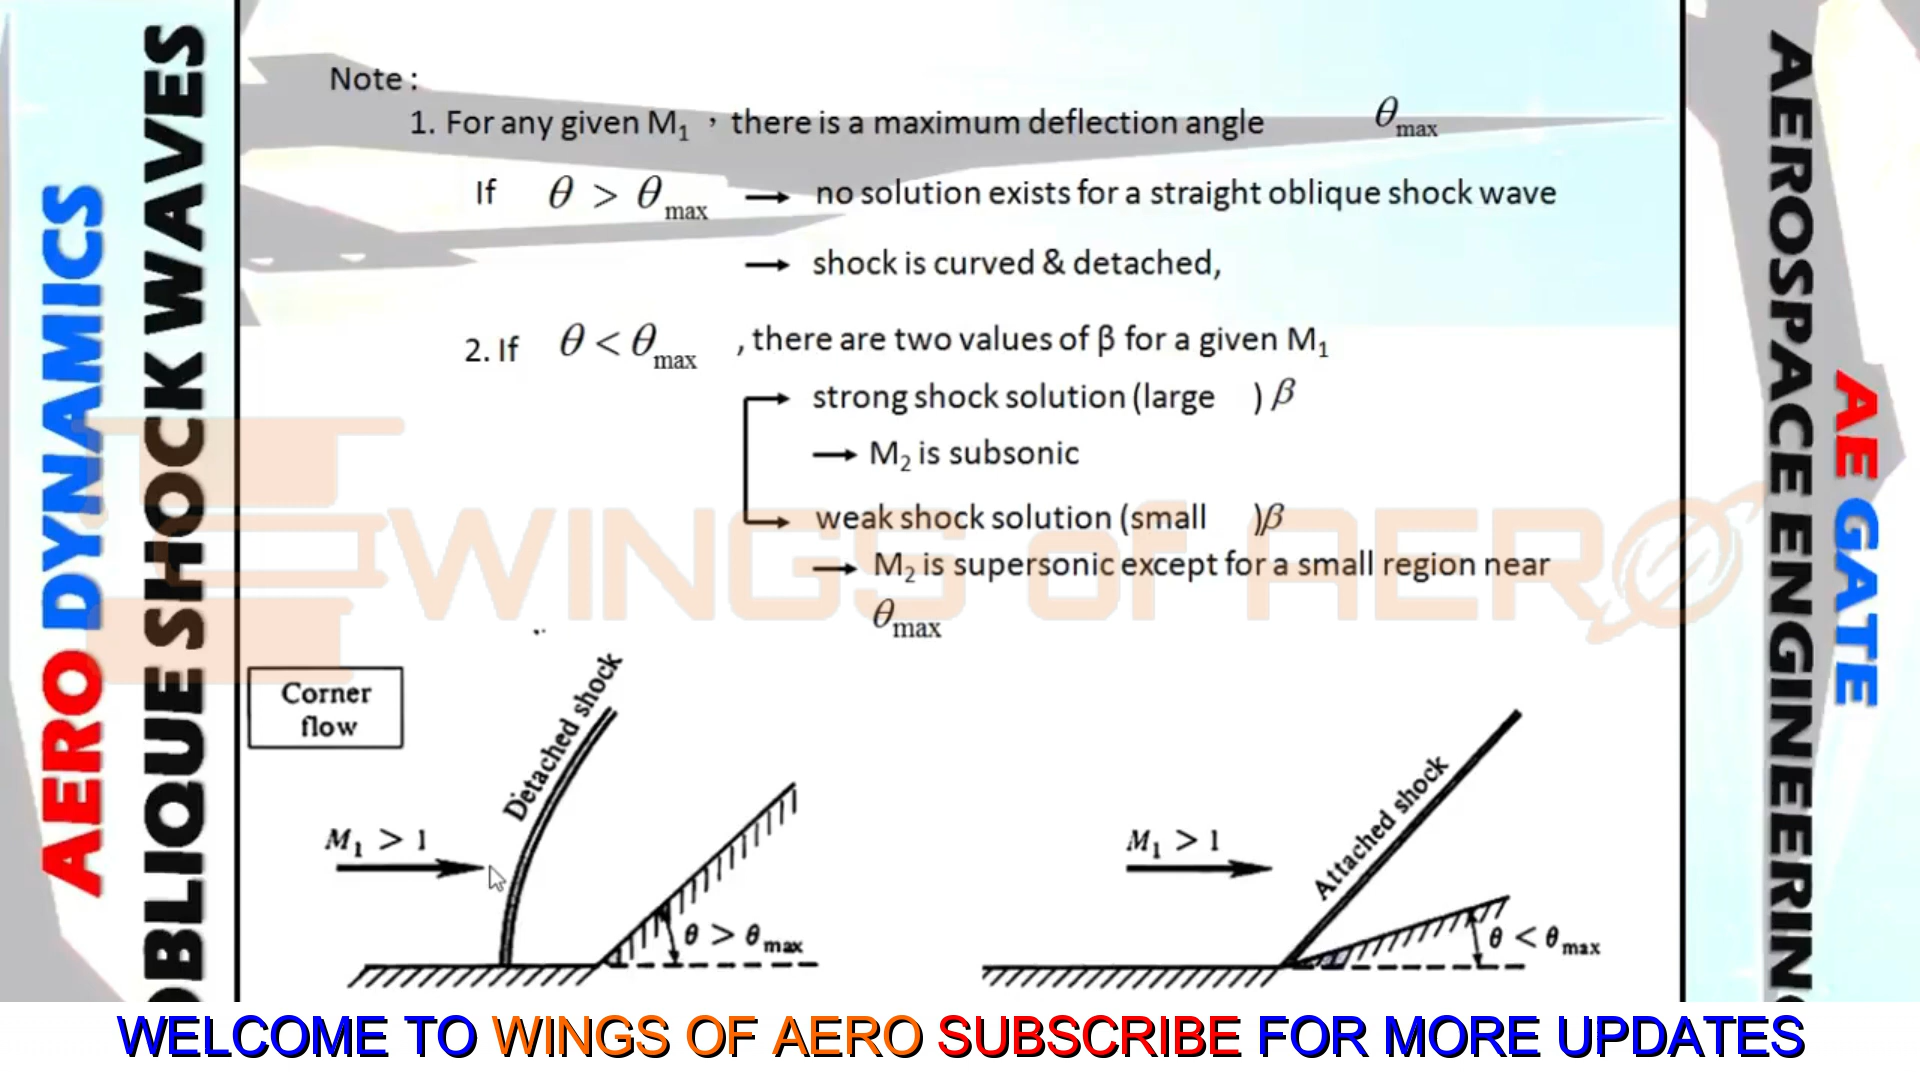 AERO DYNAMICS
OBLIQUE SHOCK WAVES
Note :
1. For any given M₁ , there is a maximum deflection angle θmax
If θ > θmax → no solution exists for a straight oblique shock wave
→ shock is curved & detached,
2. If θ < θmax , there are two values of β for a given M₁
→ strong shock solution (large ) β
→ M₂ is subsonic
→ weak shock solution (small )β
→ M₂ is supersonic except for a small region near
θmax
WINGS of AERO
Corner
flow
Detached shock
M₁ > 1
θ > θmax
M₁ > 1
Attached shock
θ < θmax
AEROSPACE ENGINEERING
AE GATE
WELCOME TO WINGS OF AERO SUBSCRIBE FOR MORE UPDATES